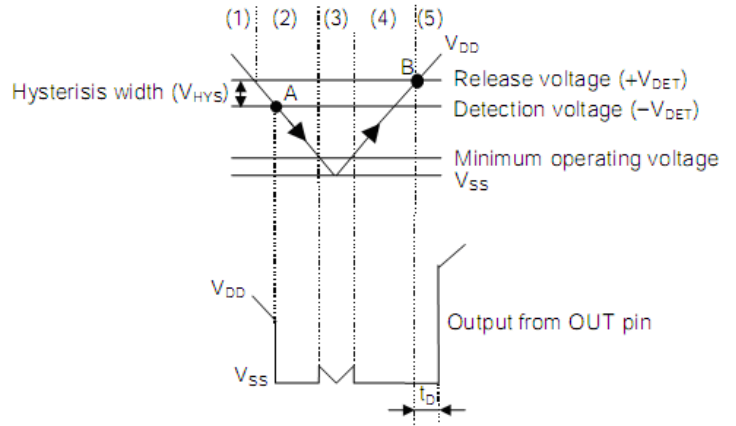 (1) (2) (3) (4) (5)
VDD
B
Release voltage (+VDET)
Hysterisis width (VHYS)
A
Detection voltage (−VDET)
Minimum operating voltage
VSS
VDD
Output from OUT pin
VSS
tD